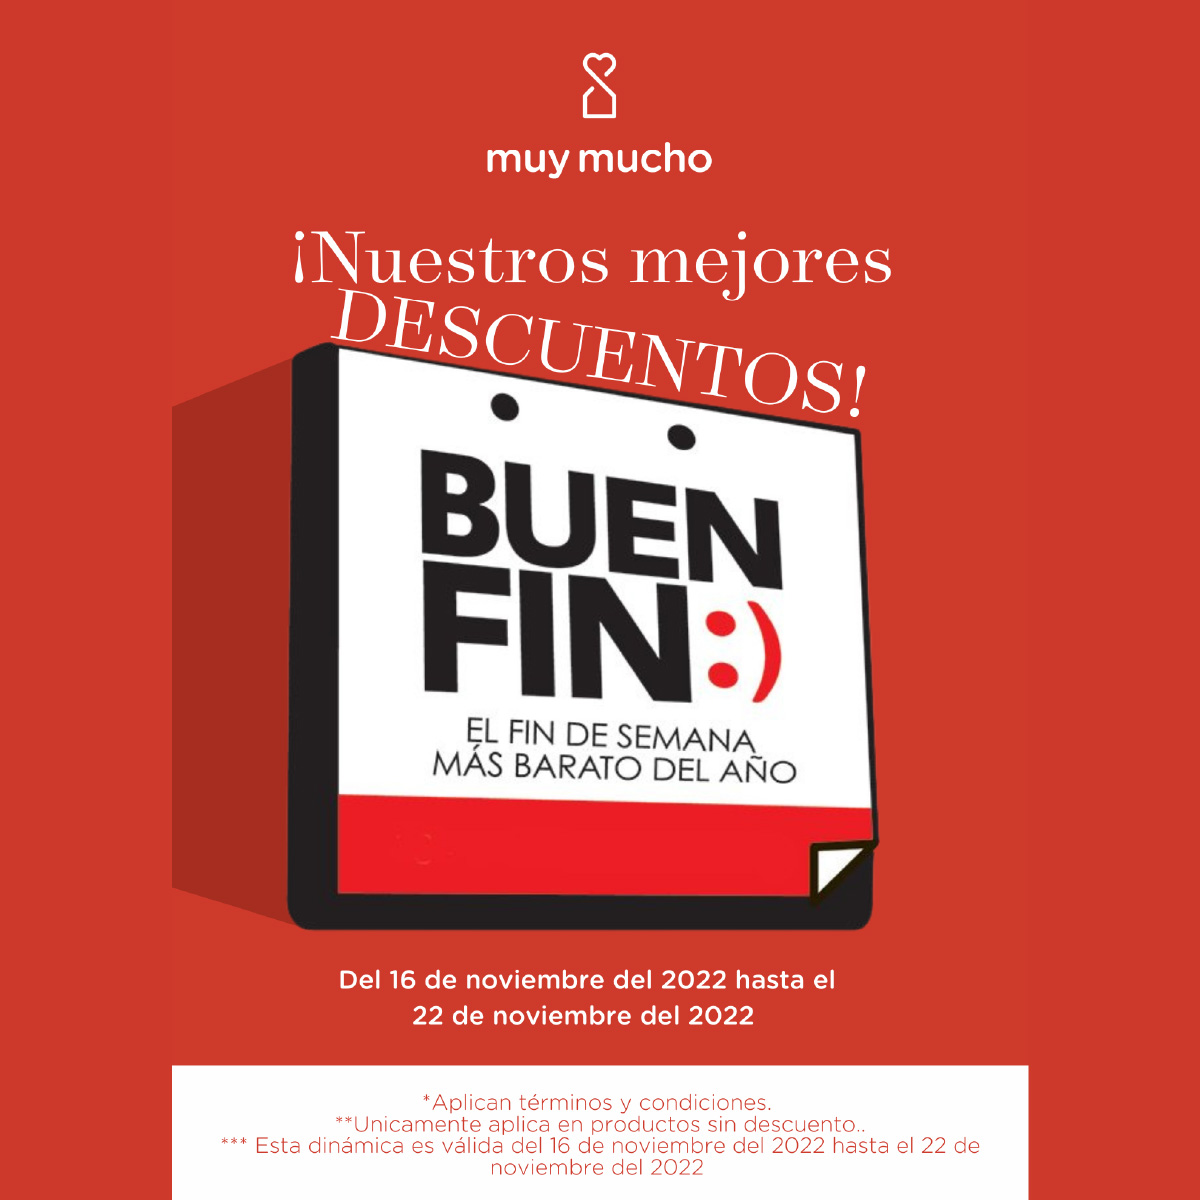 muy mucho
¡Nuestros mejores
DESCUENTOS!
BUEN
FIN:)
EL FIN DE SEMANA
MÁS BARATO DEL AÑO
Del 16 de noviembre del 2022 hasta el
22 de noviembre del 2022
*Aplican términos y condiciones.
**Unicamente aplica en productos sin descuento..
*** Esta dinámica es válida del 16 de noviembre del 2022 hasta el 22 de
noviembre del 2022